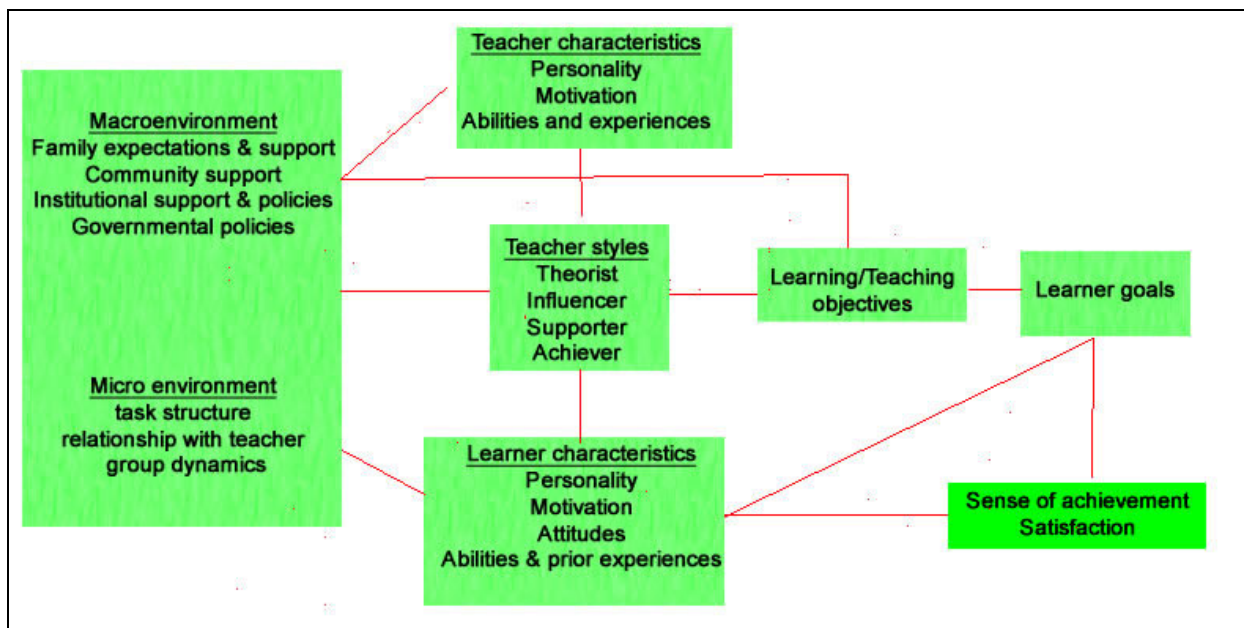 Teacher characteristics
Personality
Motivation
Abilities and experiences
Macroenvironment
Family expectations & support
Community support
Institutional support & policies
Governmental policies
Micro environment
task structure
relationship with teacher
group dynamics
Teacher styles
Theorist
Influencer
Supporter
Achiever
Learning/Teaching
objectives
Learner goals
Learner characteristics
Personality
Motivation
Attitudes
Abilities & prior experiences
Sense of achievement
Satisfaction